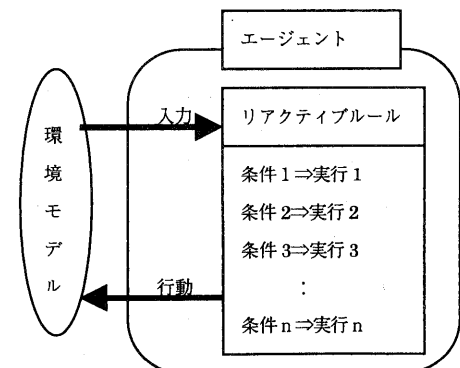 エージェント
環境モデル
入力
リアクティブルール
条件1⇒実行1
条件2⇒実行2
条件3⇒実行3
:
行動
条件n⇒実行n